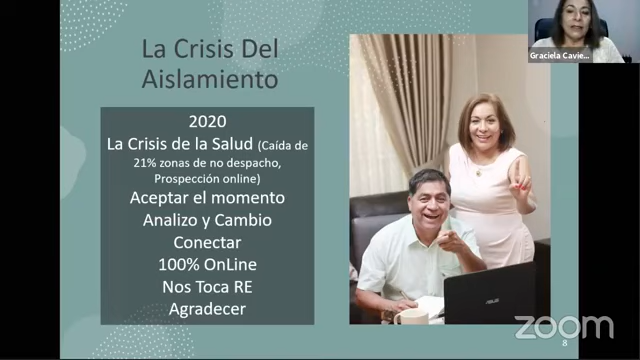 La Crisis Del
Aislamiento
2020
La Crisis de la Salud (Caída de
21% zonas de no despacho,
Prospección online)
Aceptar el momento
Analizo y Cambio
Conectar
100% OnLine
Nos Toca RE
Agradecer
Graciela Cavie...
ASUS
zoom
8